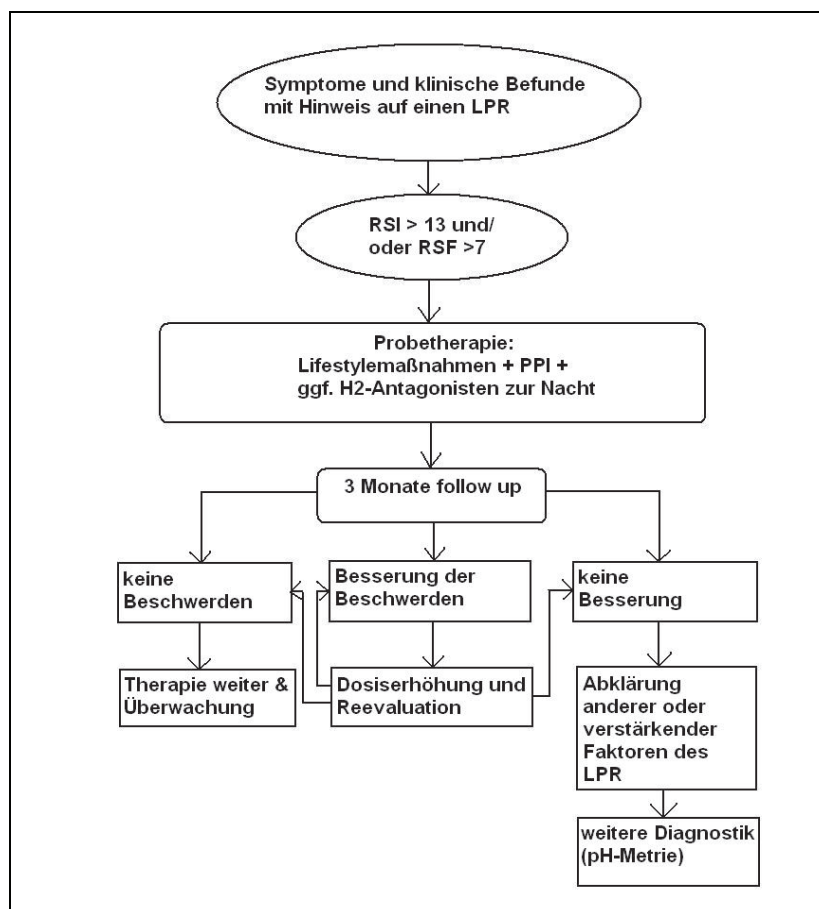 Symptome und klinische Befunde
mit Hinweis auf einen LPR
RSI > 13 und/
oder RSF >7
Probetherapie:
Lifestylemaßnahmen + PPI +
ggf. H2-Antagonisten zur Nacht
3 Monate follow up
keine
Beschwerden
Besserung der
Beschwerden
keine
Besserung
Therapie weiter &
Überwachung
Dosiserhöhung und
Reevaluation
Abklärung
anderer oder
verstärkender
Faktoren des
LPR
weitere Diagnostik
(pH-Metrie)